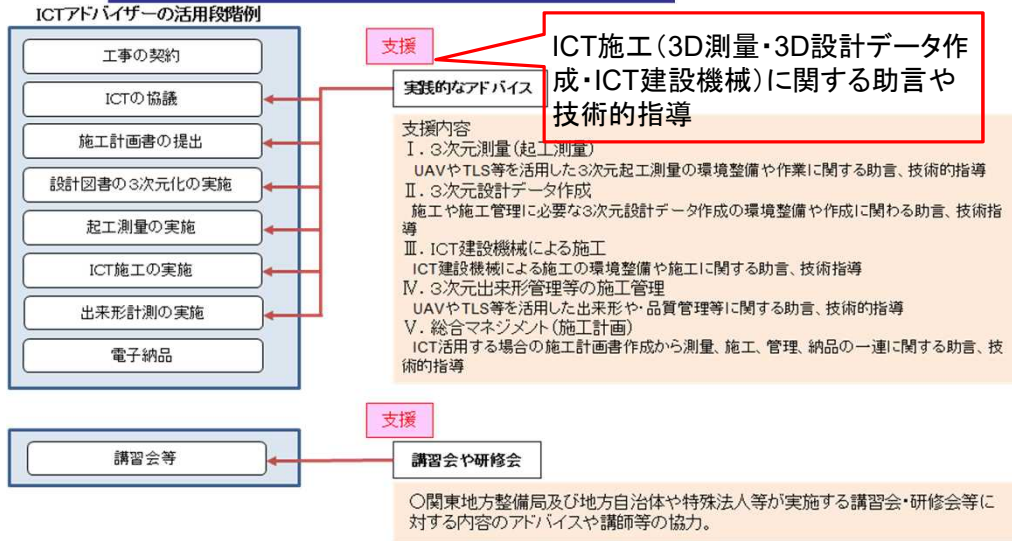 ICTアドバイザーの活用段階例
工事の契約
ICTの協議
施工計画書の提出
設計図書の3次元化の実施
起工測量の実施
ICT施工の実施
出来形計測の実施
電子納品
支援
ICT施工(3D測量・3D設計データ作
成・ICT建設機械)に関する助言や
技術的指導
実践的なアドバイス
支援内容
Ⅰ.3次元測量(起工測量)
UAVやTLS等を活用した3次元起工測量の環境整備や作業に関する助言、技術的指導
Ⅱ.3次元設計データ作成
施工や施工管理に必要な3次元設計データ作成の環境整備や作成に関わる助言、技術指
導
Ⅲ.ICT建設機械による施工
ICT建設機械による施工の環境整備や施工に関する助言、技術指導
Ⅳ.3次元出来形管理等の施工管理
UAVやTLS等を活用した出来形や・品質管理等に関する助言、技術的指導
Ⅴ.総合マネジメント(施工計画)
ICT活用する場合の施工計画書作成から測量、施工、管理、納品の一連に関する助言、技
術的指導
講習会等
支援
講習会や研修会
○関東地方整備局及び地方自治体や特殊法人等が実施する講習会・研修会等に
対する内容のアドバイスや講師等の協力。